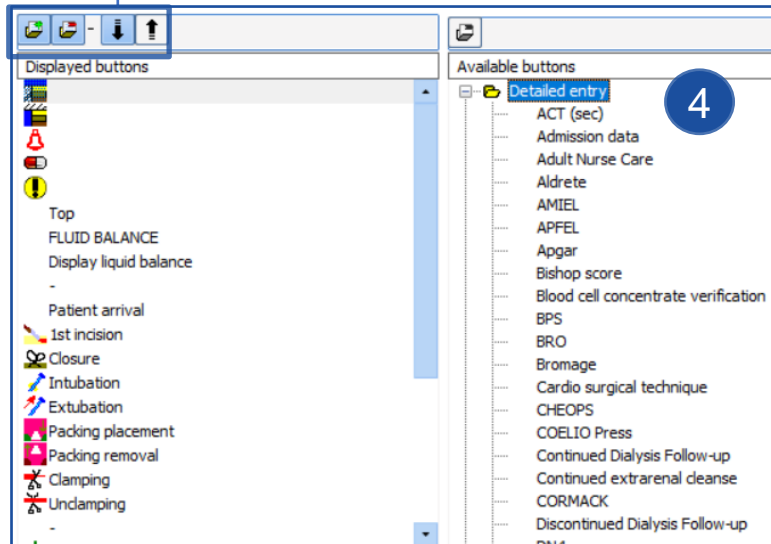 -
Displayed buttons
Top
FLUID BALANCE
Display liquid balance
-
Patient arrival
1st incision
Closure
Intubation
Extubation
Packing placement
Packing removal
Clamping
Unclamping
-
Available buttons
Detailed entry
4
ACT (sec)
Admission data
Adult Nurse Care
Aldrete
AMIEL
APFEL
Apgar
Bishop score
Blood cell concentrate verification
BPS
BRO
Bromage
Cardio surgical technique
CHEOPS
COELIO Press
Continued Dialysis Follow-up
Continued extrarenal cleanse
CORMACK
Discontinued Dialysis Follow-up